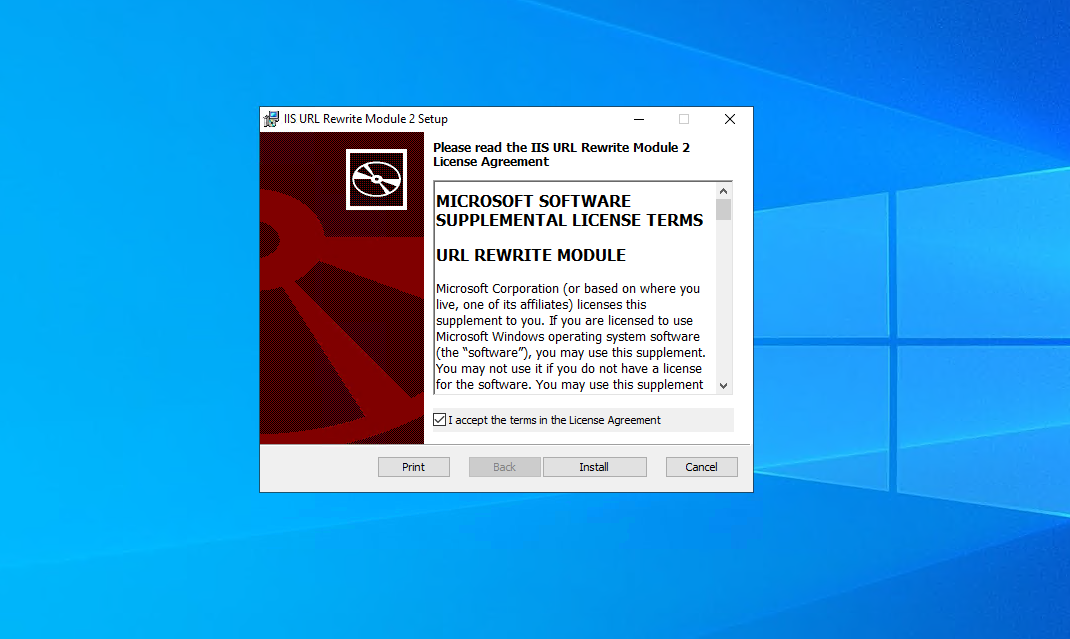 IIS URL Rewrite Module 2 Setup
Please read the IIS URL Rewrite Module 2
License Agreement
MICROSOFT SOFTWARE
SUPPLEMENTAL LICENSE TERMS
URL REWRITE MODULE
Microsoft Corporation (or based on where you
live, one of its affiliates) licenses this
supplement to you. If you are licensed to use
Microsoft Windows operating system software
(the “software”), you may use this supplement.
You may not use it if you do not have a license
for the software. You may use this supplement
I accept the terms in the License Agreement
Print
Back
Install
Cancel